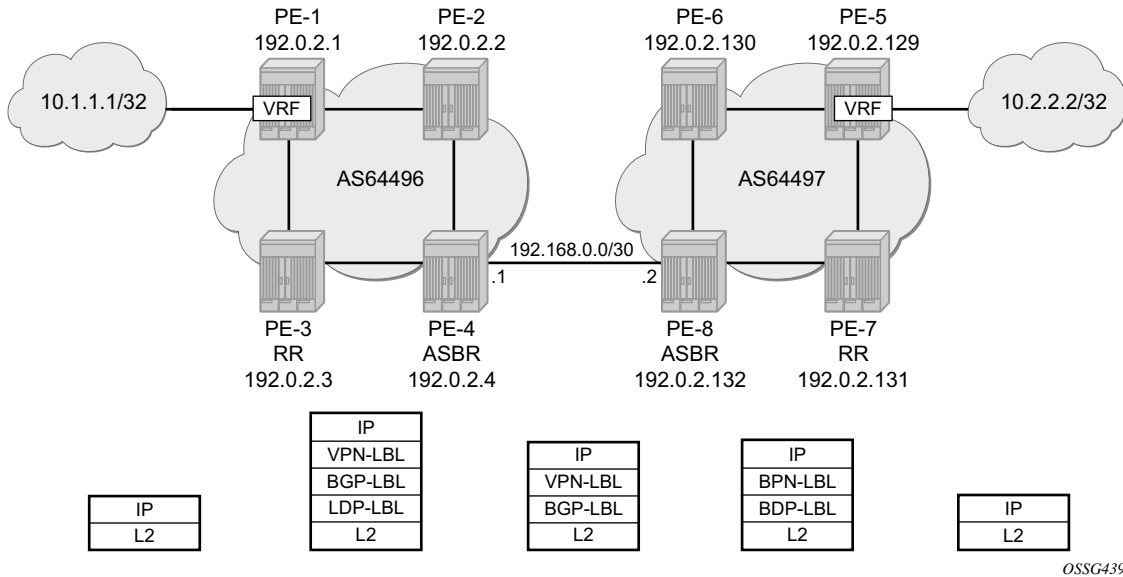 PE-1
192.0.2.1
PE-2
192.0.2.2
PE-6
192.0.2.130
PE-5
192.0.2.129
10.1.1.1/32
VRF
VRF
10.2.2.2/32
AS64496
AS64497
192.168.0.0/30
.1
.2
PE-3
RR
192.0.2.3
PE-4
ASBR
192.0.2.4
PE-8
ASBR
192.0.2.132
PE-7
RR
192.0.2.131
IP
L2
IP
VPN-LBL
BGP-LBL
LDP-LBL
L2
IP
VPN-LBL
BGP-LBL
L2
IP
BPN-LBL
BDP-LBL
L2
IP
L2
OSSG439